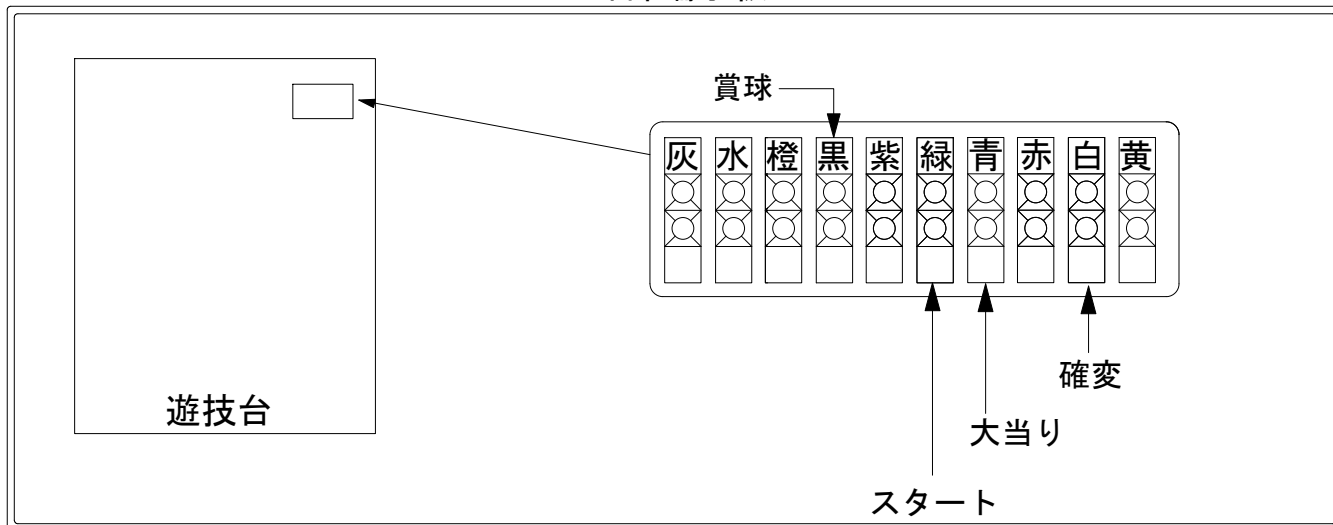 賞球
灰 水 橙 黒 紫 緑 青 赤 白 黄
確変
遊技台
大当り
スタート